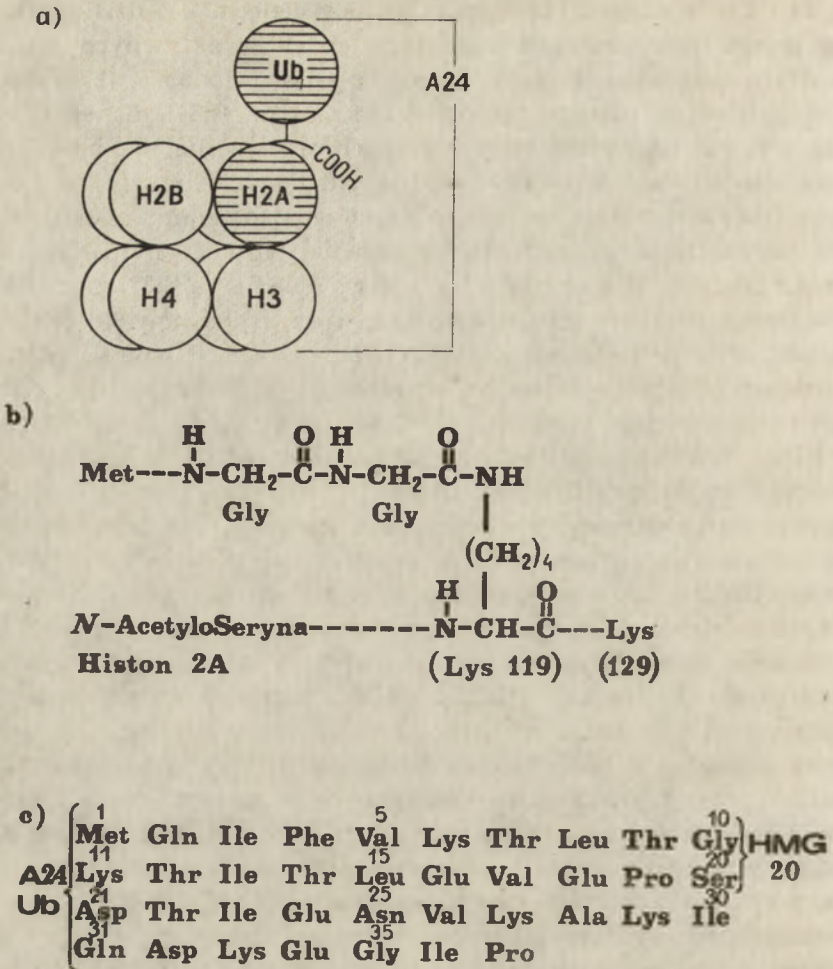 a)
Ub
A24
COOH
H2B H2A
H4 H3
b)
H O H O
Met---N-CH₂-C-N-CH₂-C-NH
Gly Gly
(CH₂)₄
H O
N-AcetyloSeryna------N-CH-C---Lys
Histon 2A (Lys 119) (129)
c)
1 5 10
Met Gln Ile Phe Val Lys Thr Leu Thr Gly HMG
11 15 20
A24 Lys Thr Ile Thr Leu Glu Val Glu Pro Ser 20
21 25 30
Ub Asp Thr Ile Glu Asn Val Lys Ala Lys Ile
31 35
Gln Asp Lys Glu Gly Ile Pro